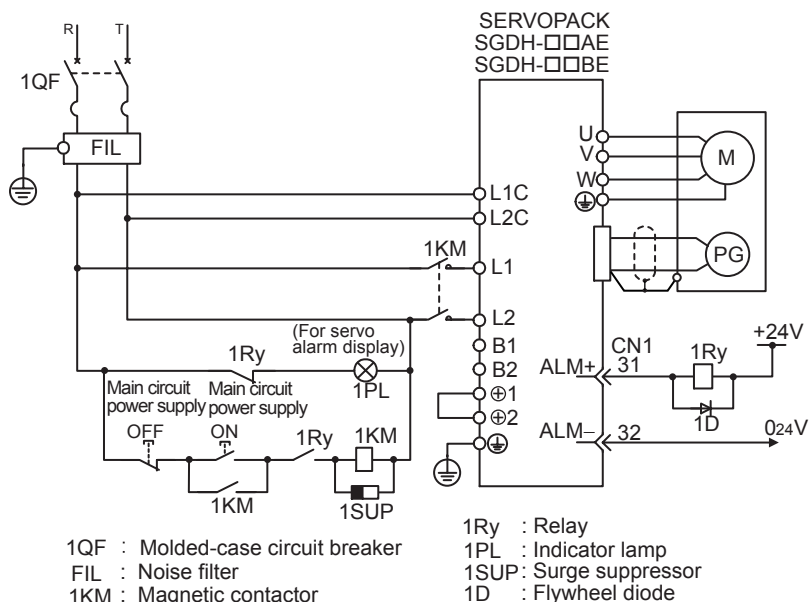 SERVOPACK
SGDH-□□AE
SGDH-□□BE
R
T
1QF
FIL
U
V
W
M
L1C
L2C
PG
1KM
L1
L2
(For servo
alarm display)
1Ry
1PL
B1
B2
⊕1
⊕2
Main circuit
power supply
Main circuit
power supply
OFF
ON
1Ry
1KM
1KM
1SUP
CN1
ALM+
31
1Ry
+24V
1D
ALM−
32
024V
1QF : Molded-case circuit breaker
FIL : Noise filter
1KM : Magnetic contactor
1Ry : Relay
1PL : Indicator lamp
1SUP: Surge suppressor
1D : Flywheel diode